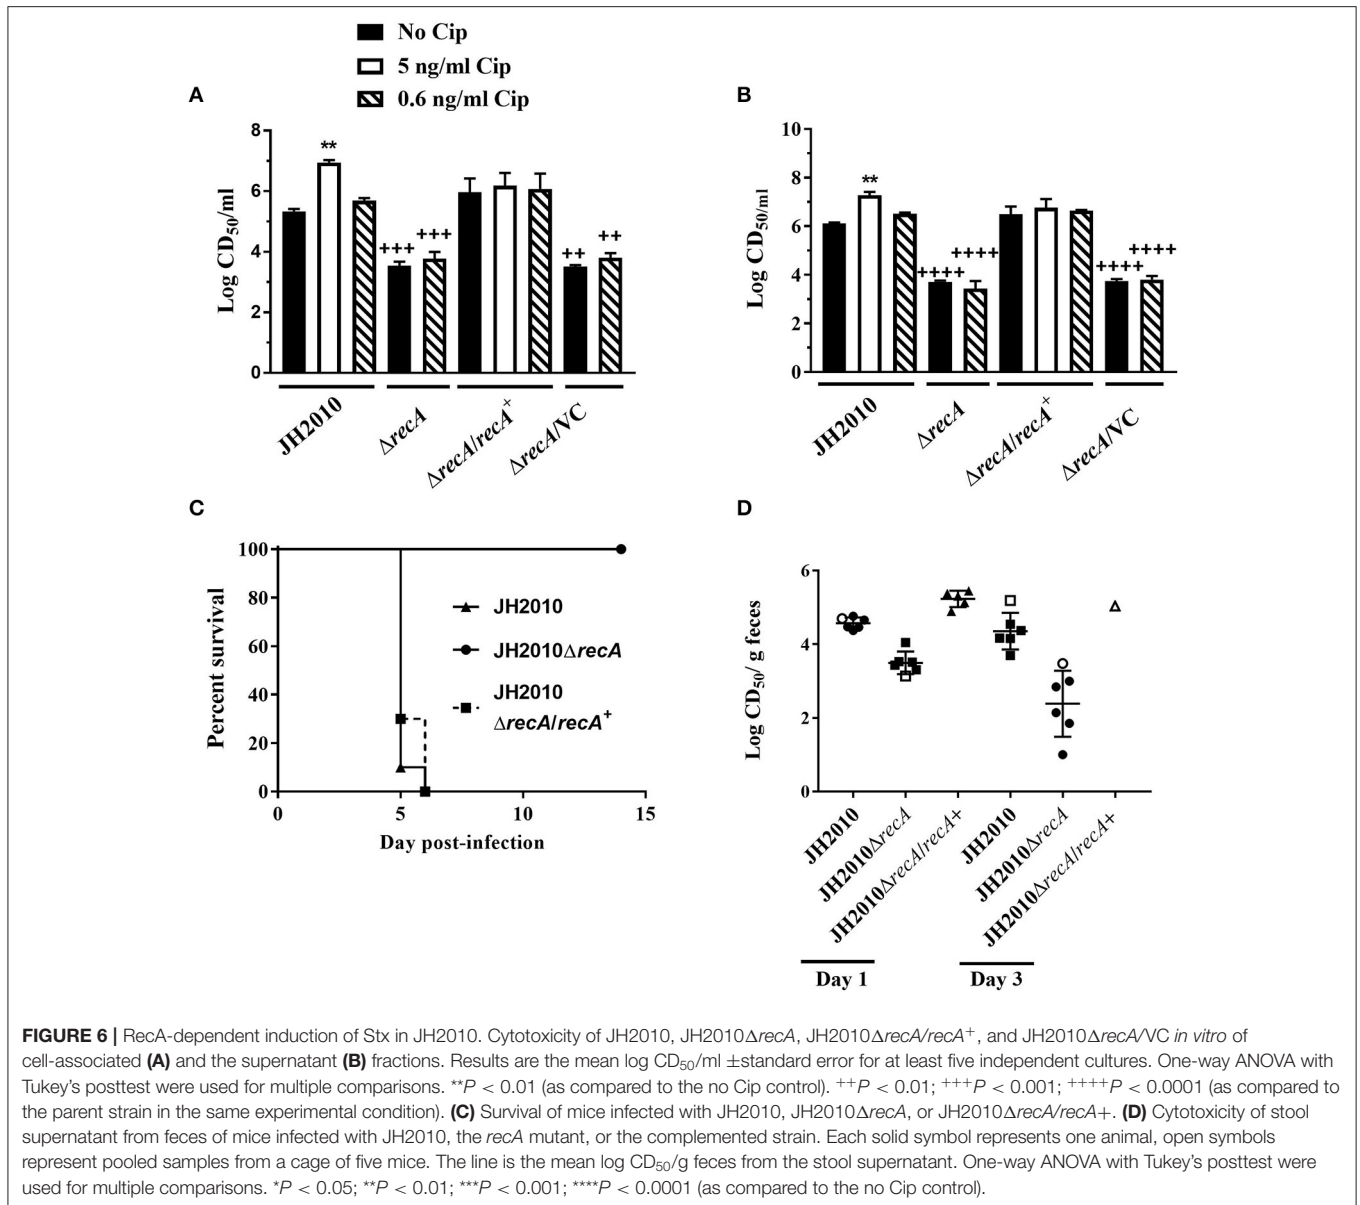 No Cip
5 ng/ml Cip
0.6 ng/ml Cip
A
Log CD50/ml
8
6
4
2
0
**
+++ +++
++ ++
JH2010
ΔrecA
ΔrecA/recA+
ΔrecA/VC
B
Log CD50/ml
10
8
6
4
2
0
**
++++ ++++
++++ ++++
JH2010
ΔrecA
ΔrecA/recA+
ΔrecA/VC
C
Percent survival
100
80
60
40
20
0
0 5 10 15
Day post-infection
JH2010
JH2010ΔrecA
JH2010
ΔrecA/recA+
D
Log CD50/ g feces
6
4
2
0
JH2010
JH2010ΔrecA
JH2010ΔrecA/recA+
JH2010
JH2010ΔrecA
JH2010ΔrecA/recA+
Day 1
Day 3
FIGURE 6 | RecA-dependent induction of Stx in JH2010. Cytotoxicity of JH2010, JH2010ΔrecA, JH2010ΔrecA/recA+, and JH2010ΔrecA/VC in vitro of
cell-associated (A) and the supernatant (B) fractions. Results are the mean log CD50/ml ±standard error for at least five independent cultures. One-way ANOVA with
Tukey's posttest were used for multiple comparisons. **P < 0.01 (as compared to the no Cip control). ++P < 0.01; +++P < 0.001; ++++P < 0.0001 (as compared to
the parent strain in the same experimental condition). (C) Survival of mice infected with JH2010, JH2010ΔrecA, or JH2010ΔrecA/recA+. (D) Cytotoxicity of stool
supernatant from feces of mice infected with JH2010, the recA mutant, or the complemented strain. Each solid symbol represents one animal, open symbols
represent pooled samples from a cage of five mice. The line is the mean log CD50/g feces from the stool supernatant. One-way ANOVA with Tukey's posttest were
used for multiple comparisons. *P < 0.05; **P < 0.01; ***P < 0.001; ****P < 0.0001 (as compared to the no Cip control).